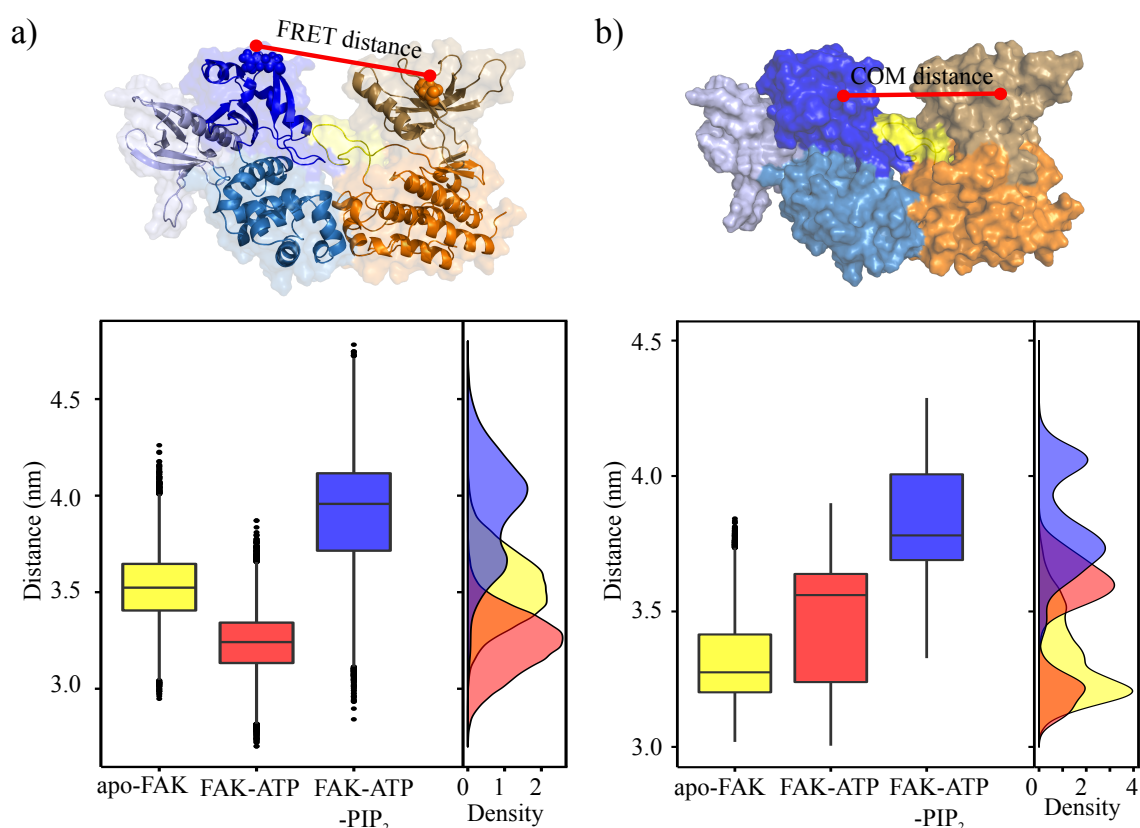 a)
FRET distance
4.5
4.0
3.5
3.0
Distance (nm)
apo-FAK
FAK-ATP
FAK-ATP
-PIP₂
0 1 2
Density
b)
COM distance
4.5
4.0
3.5
3.0
Distance (nm)
apo-FAK
FAK-ATP
FAK-ATP
-PIP₂
0 2 4
Density